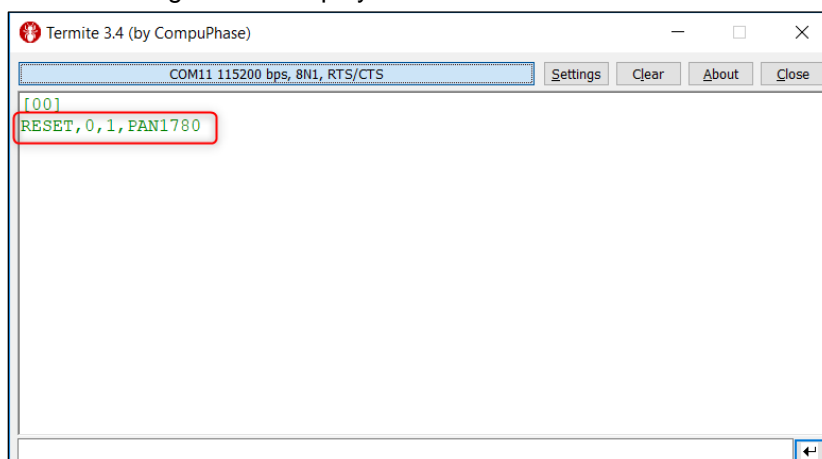 Termite 3.4 (by CompuPhase)
COM11 115200 bps, 8N1, RTS/CTS Settings Clear About Close
[00]
RESET,0,1,PAN1780